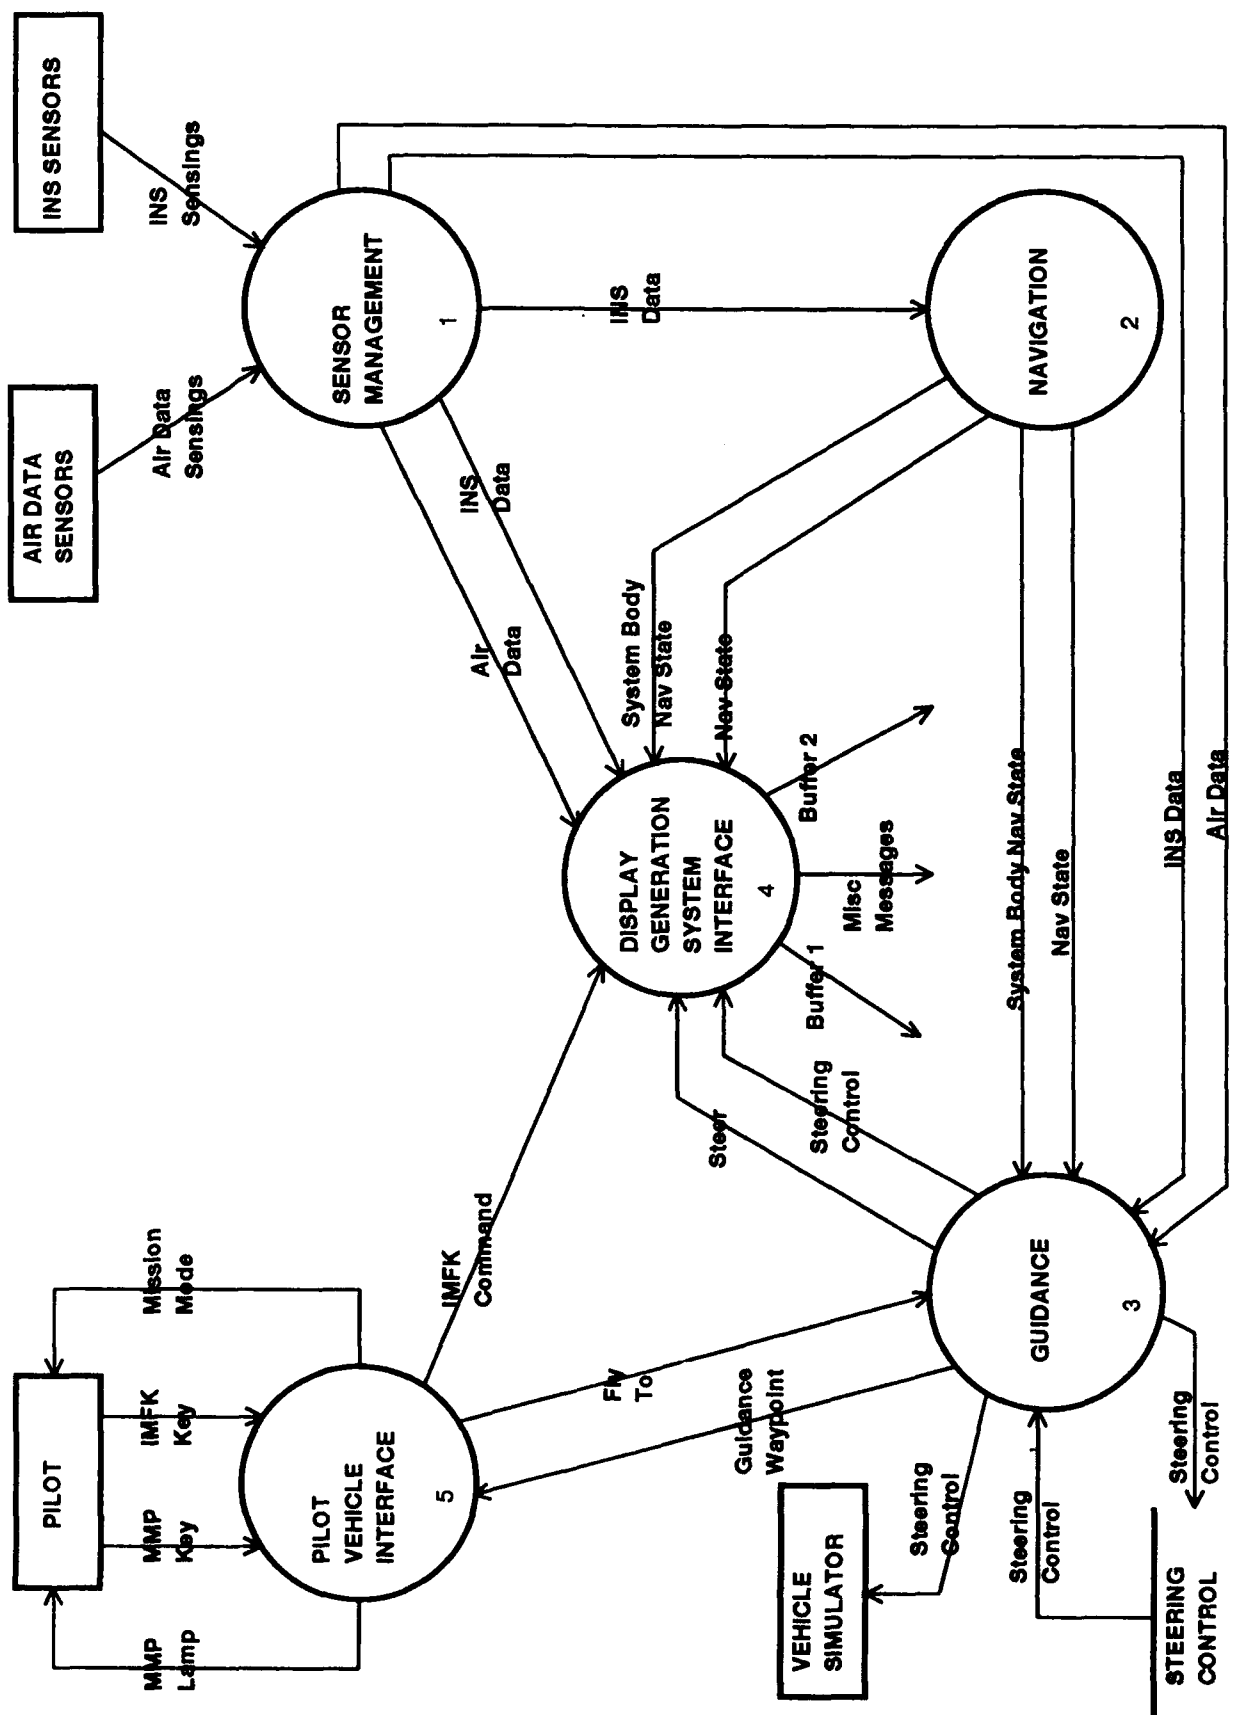 PILOT
MMP
Lamp
MMP
Key
IMFK
Key
Mission
Mode
PILOT
VEHICLE
INTERFACE
5
IMFK
Command
Fly
To
Guidance
Waypoint
AIR DATA
SENSORS
INS SENSORS
Air Data
Sensings
INS
Sensings
SENSOR
MANAGEMENT
1
Air
Data
INS
Data
INS
Data
System Body
Nav State
Nav State
DISPLAY
GENERATION
SYSTEM
INTERFACE
4
Buffer 1
Misc
Messages
Buffer 2
Steer
Steering
Control
VEHICLE
SIMULATOR
Steering
Control
Steering
Control
STEERING
CONTROL
Steering
Control
GUIDANCE
3
System Body Nav State
Nav State
NAVIGATION
2
INS Data
Air Data